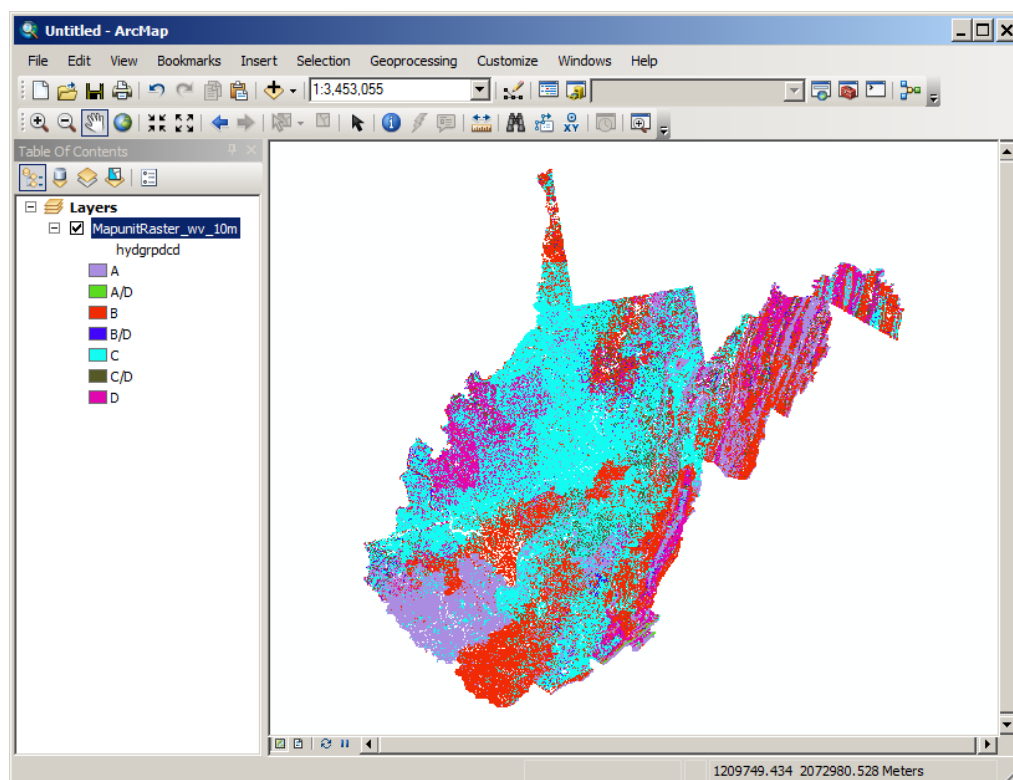 Untitled - ArcMap
File Edit View Bookmarks Insert Selection Geoprocessing Customize Windows Help
1:3,453,055
XY
Table Of Contents
Layers
MapunitRaster_wv_10m
hydgrpdcd
A
A/D
B
B/D
C
C/D
D
1209749.434 2072980.528 Meters